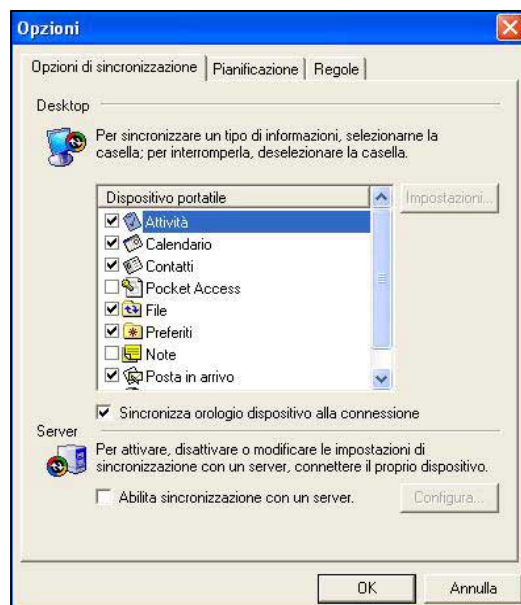 Opzioni
Opzioni di sincronizzazione Pianificazione Regole
Desktop
Per sincronizzare un tipo di informazioni, selezionarne la
casella; per interromperla, deselezionare la casella.
Dispositivo portatile Impostazioni...
Attività
Calendario
Contatti
Pocket Access
File
Preferiti
Note
Posta in arrivo
Sincronizza orologio dispositivo alla connessione
Server
Per attivare, disattivare o modificare le impostazioni di
sincronizzazione con un server, connettere il proprio dispositivo.
Abilita sincronizzazione con un server. Configura...
OK Annulla